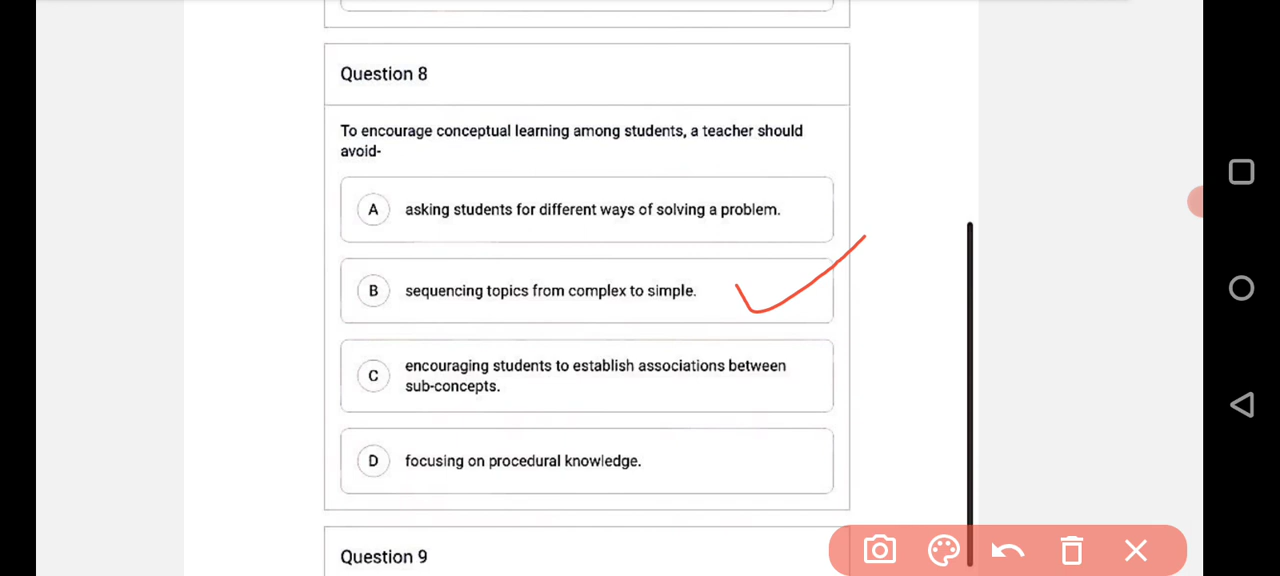 Question 8
To encourage conceptual learning among students, a teacher should
avoid-
A asking students for different ways of solving a problem.
B sequencing topics from complex to simple.
C encouraging students to establish associations between
sub-concepts.
D focusing on procedural knowledge.
Question 9